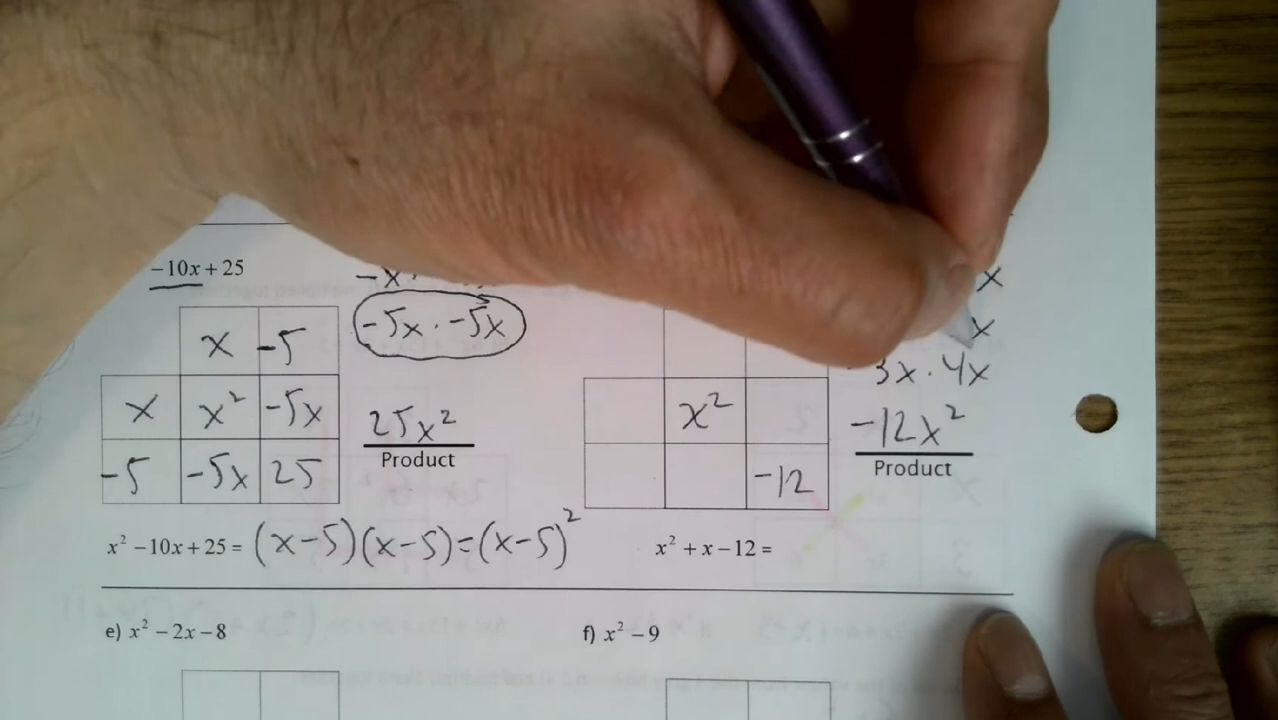 −10x + 25
−x ·
x
−5x · −5x
x
x −5
3x · 4x
x x² −5x
25x²
x²
−12x²
Product
Product
−5 −5x 25
−12
x² −10x + 25 = (x−5)(x−5)=(x−5)²
x² + x − 12 =
e) x² − 2x − 8
f) x² − 9